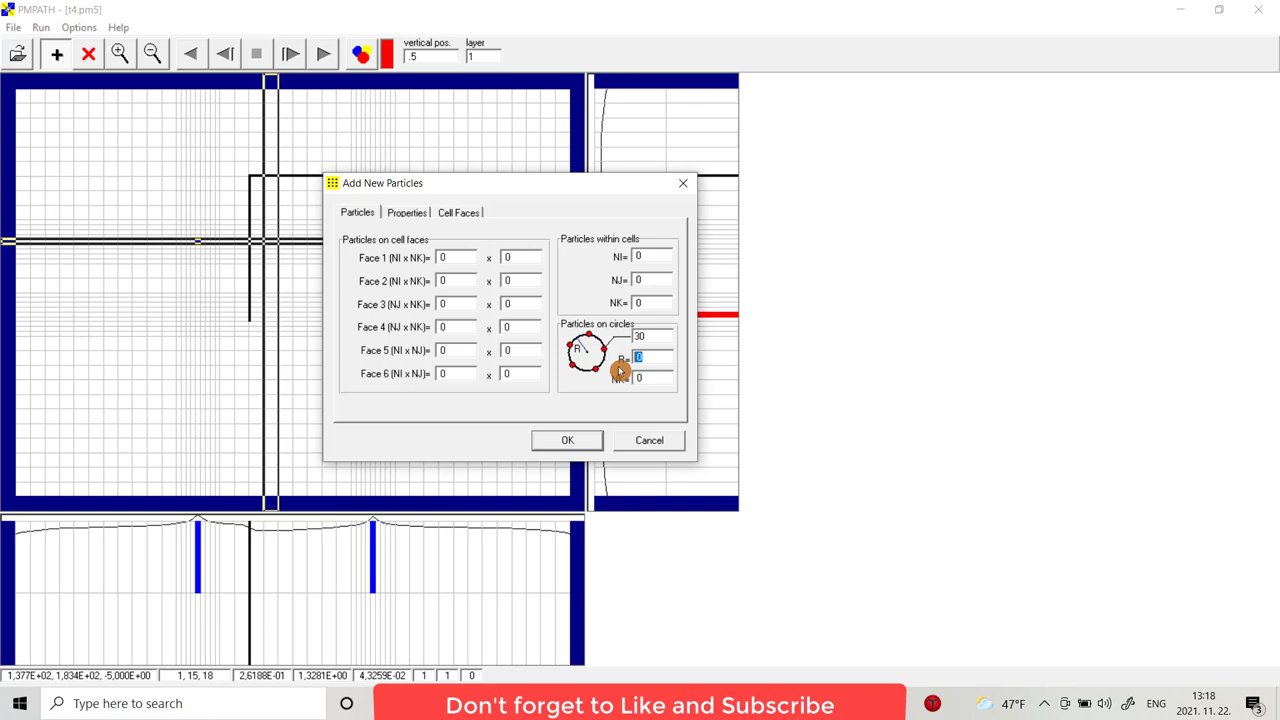 PMPATH - [t4.pm5]
File Run Options Help
vertical pos. layer
.5 1
Add New Particles
Particles Properties Cell Faces
Particles on cell faces
Face 1 (NI x NK)= 0 x 0
Face 2 (NI x NK)= 0 x 0
Face 3 (NJ x NK)= 0 x 0
Face 4 (NJ x NK)= 0 x 0
Face 5 (NI x NJ)= 0 x 0
Face 6 (NI x NJ)= 0 x 0
Particles within cells
NI= 0
NJ= 0
NK= 0
Particles on circles
30
R
R= 0
NK= 0
OK Cancel
1,377E+02, 1,834E+02, -5,000E+00 1, 15, 18 2,6188E-01 1,3281E+00 4,3259E-02 1 1 0
Type here to search
Don't forget to Like and Subscribe
47°F ENG
13:18
2021. 11. 22.
3